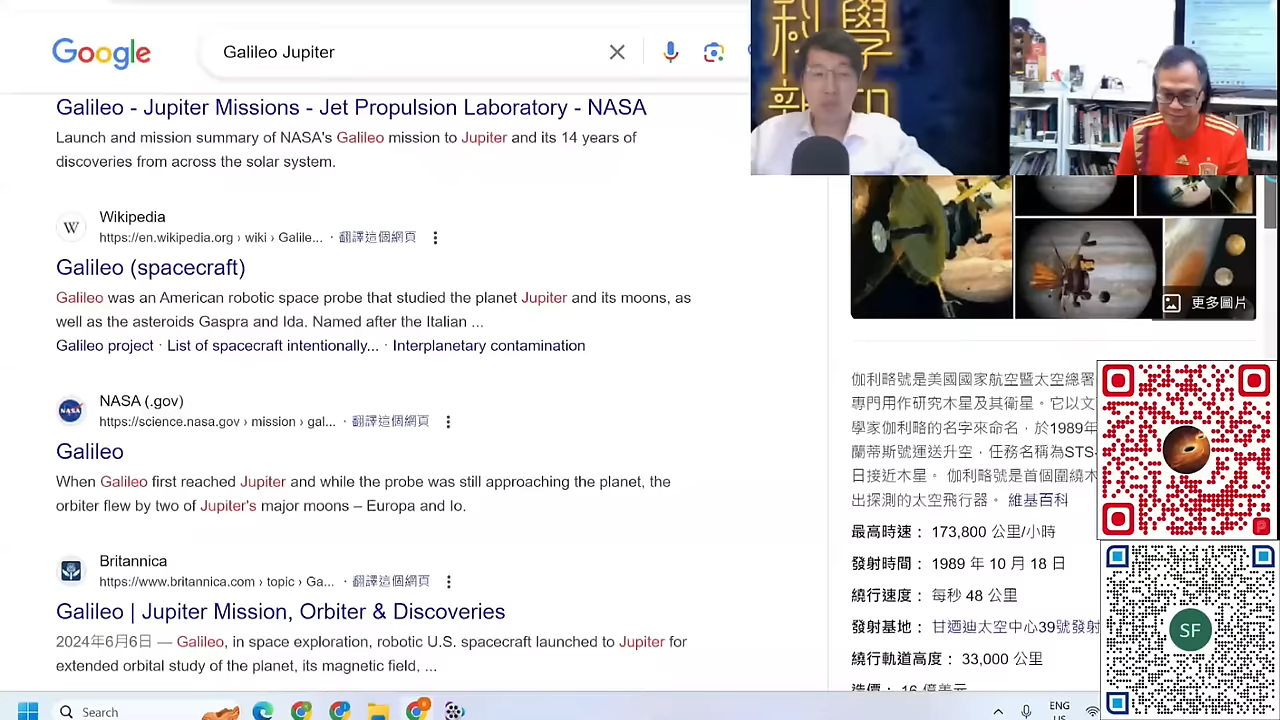 科學
Google
Galileo Jupiter
Galileo - Jupiter Missions - Jet Propulsion Laboratory - NASA
Launch and mission summary of NASA's Galileo mission to Jupiter and its 14 years of
discoveries from across the solar system.
W
Wikipedia
https://en.wikipedia.org › wiki › Galile... · 翻譯這個網頁
Galileo (spacecraft)
Galileo was an American robotic space probe that studied the planet Jupiter and its moons, as
well as the asteroids Gaspra and Ida. Named after the Italian ...
Galileo project · List of spacecraft intentionally... · Interplanetary contamination
NASA
NASA (.gov)
https://science.nasa.gov › mission › gal... · 翻譯這個網頁
Galileo
When Galileo first reached Jupiter and while the probe was still approaching the planet, the
orbiter flew by two of Jupiter's major moons – Europa and Io.
Britannica
https://www.britannica.com › topic › Ga... · 翻譯這個網頁
Galileo | Jupiter Mission, Orbiter & Discoveries
2024年6月6日 — Galileo, in space exploration, robotic U.S. spacecraft launched to Jupiter for
extended orbital study of the planet, its magnetic field, ...
更多圖片
伽利略號是美國國家航空暨太空總署
專門用作研究木星及其衛星。它以文
學家伽利略的名字來命名，於1989年
蘭蒂斯號運送升空，任務名稱為STS-
日接近木星。 伽利略號是首個圍繞木
出探測的太空飛行器。 維基百科
最高時速： 173,800 公里/小時
發射時間： 1989 年 10 月 18 日
繞行速度： 每秒 48 公里
發射基地： 甘迺迪太空中心39號發射
繞行軌道高度： 33,000 公里
造價： 16 億美元
SF
Search
ENG
US